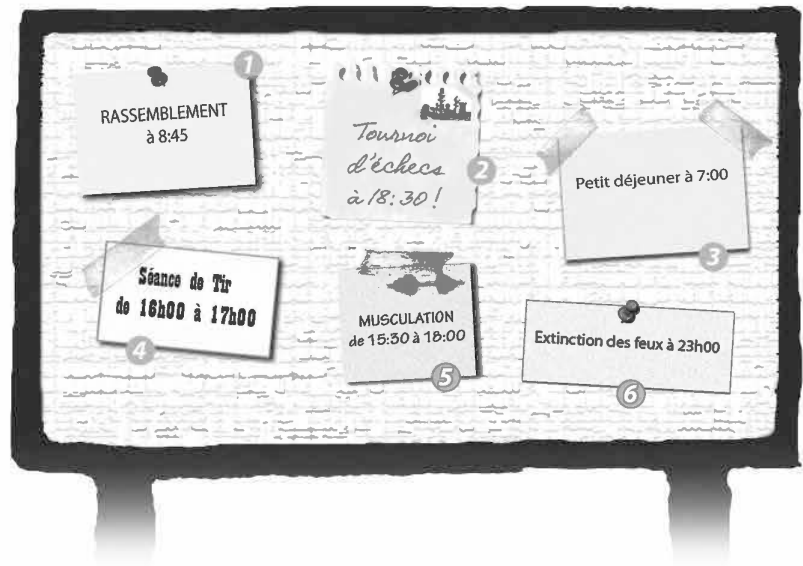 1
RASSEMBLEMENT
à 8:45
2
Tournoi
d'échecs
à 18:30!
3
Petit déjeuner à 7:00
4
Séance de Tir
de 16h00 à 17h00
5
MUSCULATION
de 15:30 à 18:00
6
Extinction des feux à 23h00